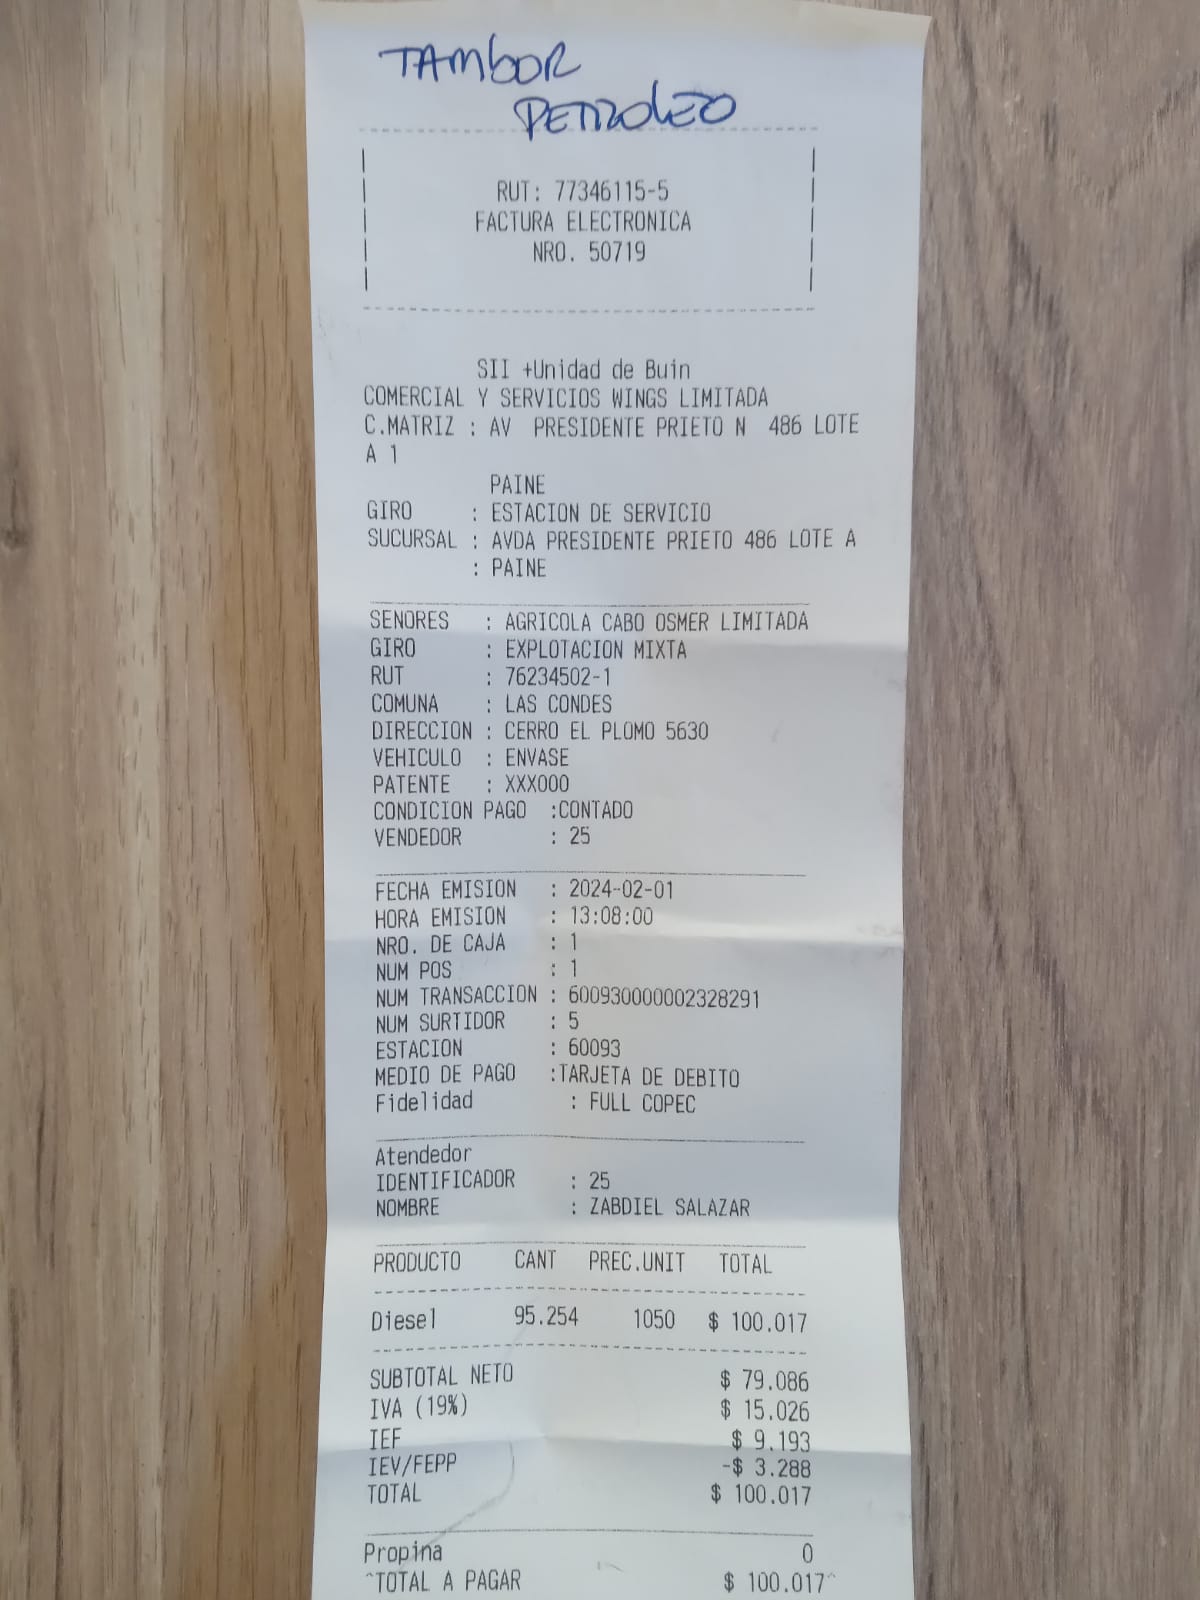 TAMBOR
PETROLEO
RUT: 77346115-5
FACTURA ELECTRONICA
NRO. 50719
SII +Unidad de Buin
COMERCIAL Y SERVICIOS WINGS LIMITADA
C.MATRIZ : AV PRESIDENTE PRIETO N 486 LOTE
A 1
PAINE
GIRO : ESTACION DE SERVICIO
SUCURSAL : AVDA PRESIDENTE PRIETO 486 LOTE A
: PAINE
SENORES : AGRICOLA CABO OSMER LIMITADA
GIRO : EXPLOTACION MIXTA
RUT : 76234502-1
COMUNA : LAS CONDES
DIRECCION : CERRO EL PLOMO 5630
VEHICULO : ENVASE
PATENTE : XXX000
CONDICION PAGO :CONTADO
VENDEDOR : 25
FECHA EMISION : 2024-02-01
HORA EMISION : 13:08:00
NRO. DE CAJA : 1
NUM POS : 1
NUM TRANSACCION : 600930000002328291
NUM SURTIDOR : 5
ESTACION : 60093
MEDIO DE PAGO :TARJETA DE DEBITO
Fidelidad : FULL COPEC
Atendedor
IDENTIFICADOR : 25
NOMBRE : ZABDIEL SALAZAR
PRODUCTO CANT PREC.UNIT TOTAL
Diesel 95.254 1050 $ 100.017
SUBTOTAL NETO $ 79.086
IVA (19%) $ 15.026
IEF $ 9.193
IEV/FEPP -$ 3.288
TOTAL $ 100.017
Propina 0
^TOTAL A PAGAR $ 100.017^